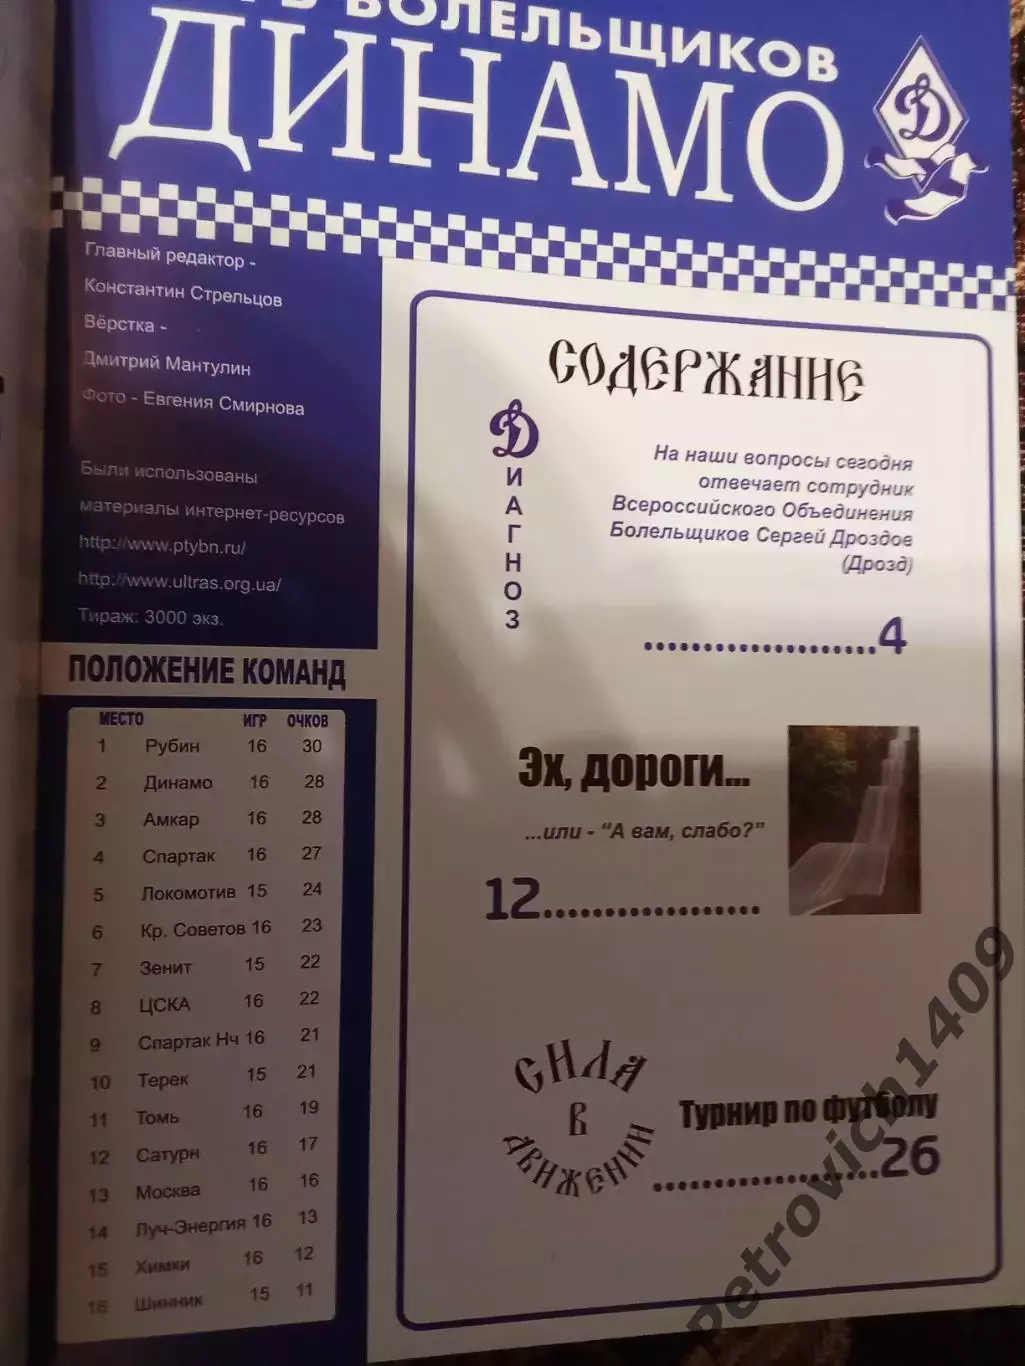 БОЛЕЛЬЩИКОВ
ДИНАМО
Главный редактор -
Константин Стрельцов
Вёрстка -
Дмитрий Мантулин
Фото - Евгения Смирнова
Были использованы
материалы интернет-ресурсов
http://www.ptybn.ru/
http://www.ultras.org.ua/
Тираж: 3000 экз.
ПОЛОЖЕНИЕ КОМАНД
МЕСТО ИГР ОЧКОВ
1 Рубин 16 30
2 Динамо 16 28
3 Амкар 16 28
4 Спартак 16 27
5 Локомотив 15 24
6 Кр. Советов 16 23
7 Зенит 15 22
8 ЦСКА 16 22
9 Спартак Нч 16 21
10 Терек 15 21
11 Томь 16 19
12 Сатурн 16 17
13 Москва 16 16
14 Луч-Энергия 16 13
15 Химки 16 12
16 Шинник 15 11
СОДЕРЖАНИЕ
ДИАГНОЗ
На наши вопросы сегодня
отвечает сотрудник
Всероссийского Объединения
Болельщиков Сергей Дроздов
(Дрозд)
....................4
Эх, дороги...
...или - “А вам, слабо?”
12..................
СИЛА
В
ДВИЖЕНИИ
Турнир по футболу
..................26
Petrovich1409